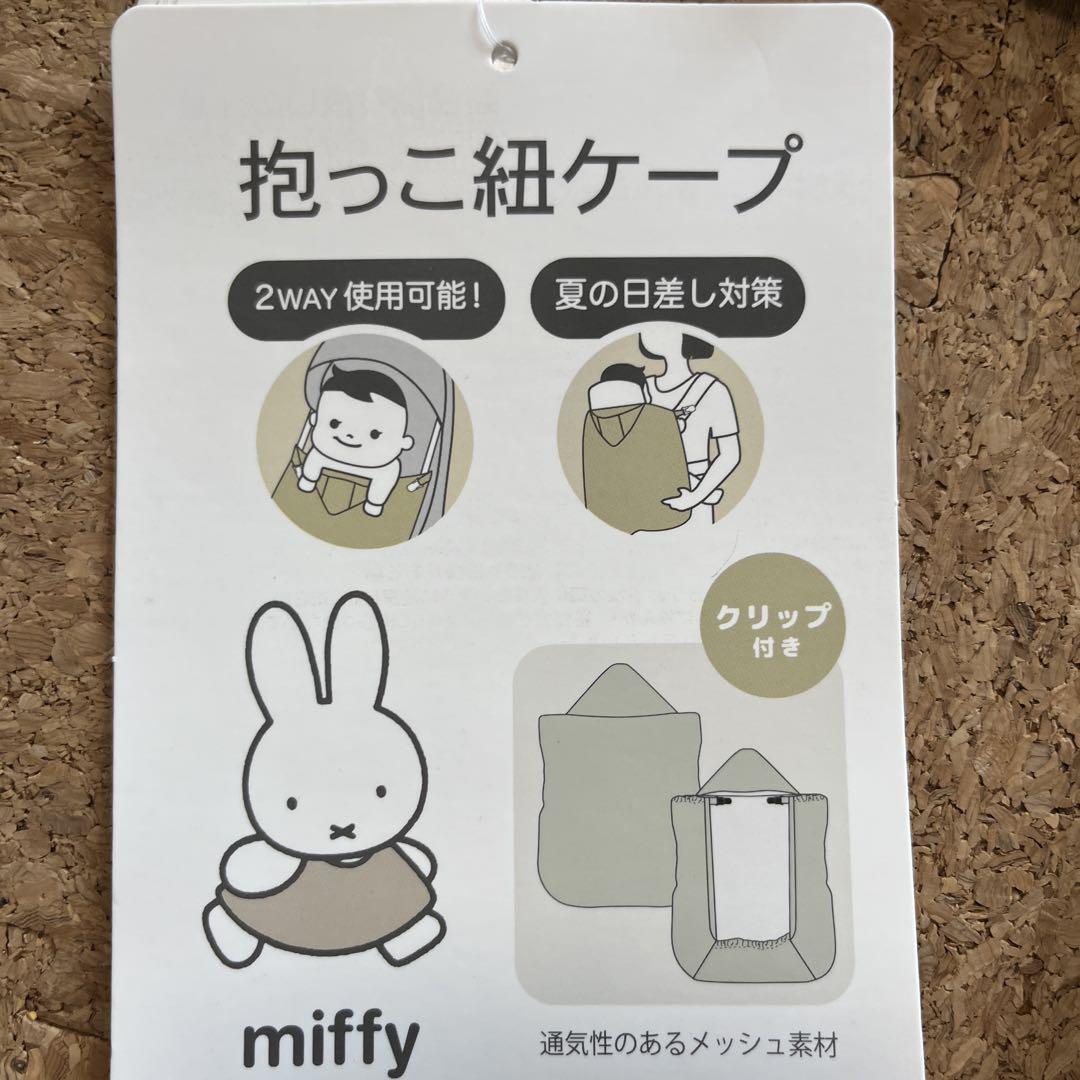 抱っこ紐ケープ
2WAY 使用可能!
夏の日差し対策
クリップ
付き
miffy
通気性のあるメッシュ素材